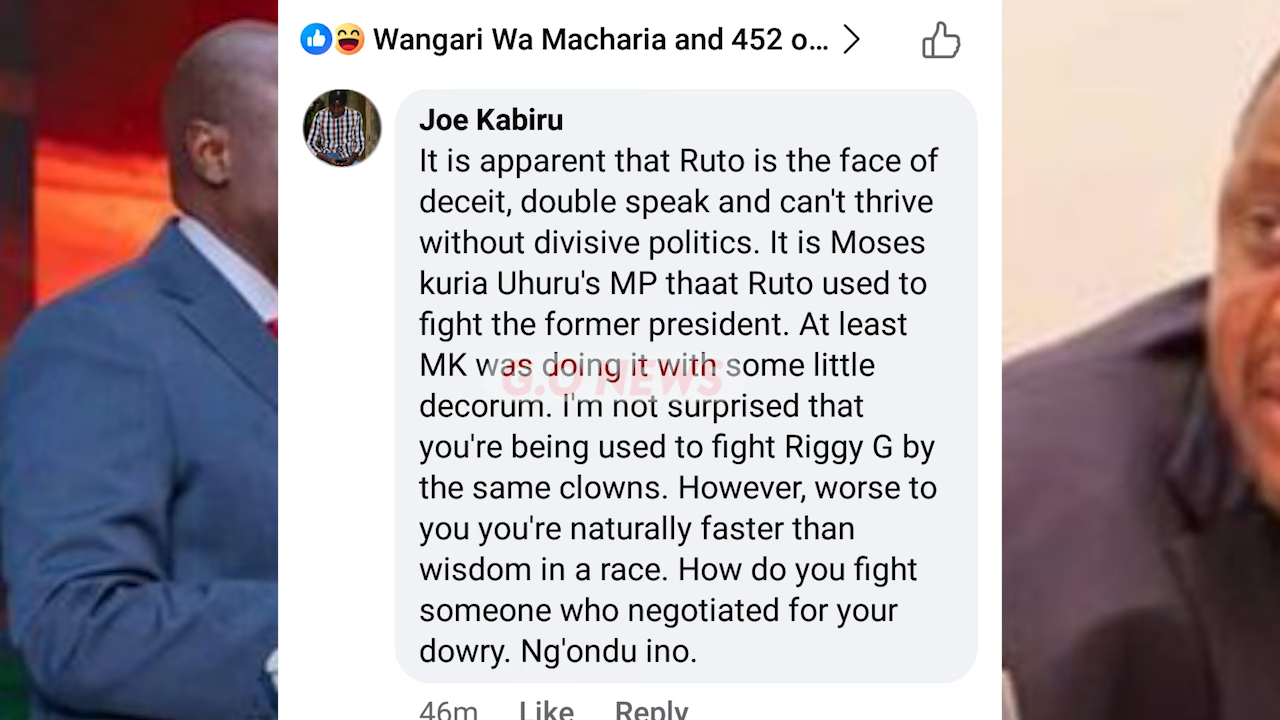 Wangari Wa Macharia and 452 o...
Joe Kabiru
It is apparent that Ruto is the face of
deceit, double speak and can't thrive
without divisive politics. It is Moses
kuria Uhuru's MP thaat Ruto used to
fight the former president. At least
MK was doing it with some little
G.O NEWS
decorum. I'm not surprised that
you're being used to fight Riggy G by
the same clowns. However, worse to
you you're naturally faster than
wisdom in a race. How do you fight
someone who negotiated for your
dowry. Ng'ondu ino.
46m Like Reply